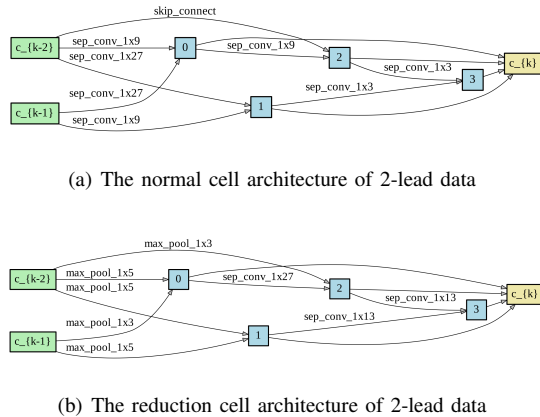 skip_connect
c_{k-2}
sep_conv_1x9
0
sep_conv_1x9
sep_conv_1x27
2
c_{k}
sep_conv_1x3
3
sep_conv_1x27
sep_conv_1x3
c_{k-1}
1
sep_conv_1x9
(a) The normal cell architecture of 2-lead data
max_pool_1x3
c_{k-2}
max_pool_1x5
0
sep_conv_1x27
max_pool_1x5
2
c_{k}
sep_conv_1x13
3
max_pool_1x3
sep_conv_1x13
c_{k-1}
1
max_pool_1x5
(b) The reduction cell architecture of 2-lead data